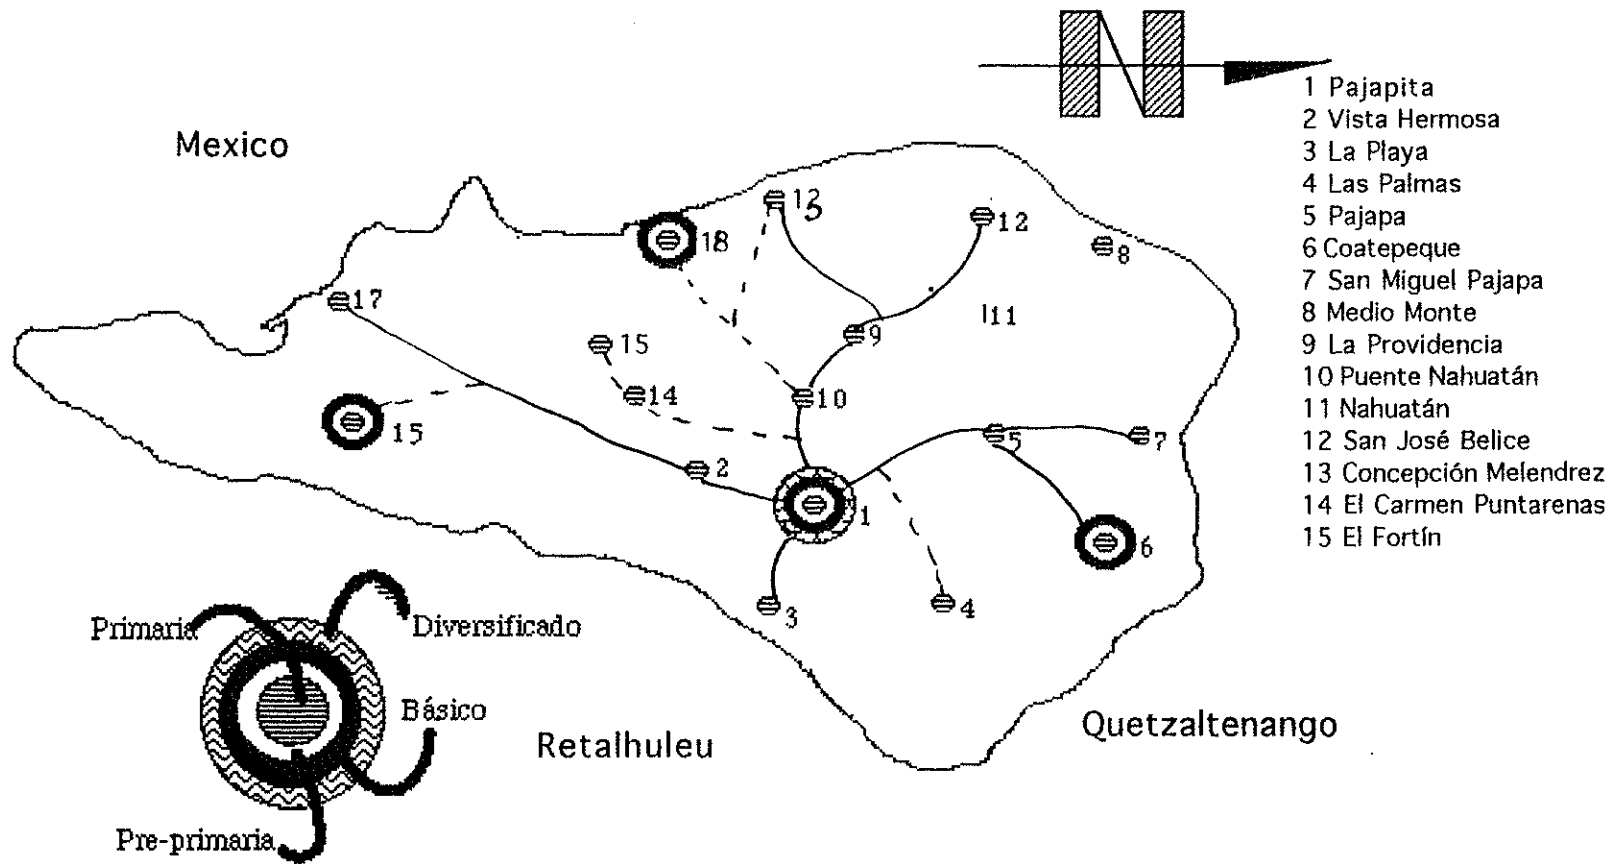 N
Mexico
1 Pajapita
2 Vista Hermosa
3 La Playa
4 Las Palmas
5 Pajapa
6 Coatepeque
7 San Miguel Pajapa
8 Medio Monte
9 La Providencia
10 Puente Nahuatán
11 Nahuatán
12 San José Belice
13 Concepción Melendrez
14 El Carmen Puntarenas
15 El Fortín
13
12
18
8
17
11
9
15
14
10
15
5
7
2
1
6
3
4
Primaria
Diversificado
Básico
Pre-primaria
Retalhuleu
Quetzaltenango